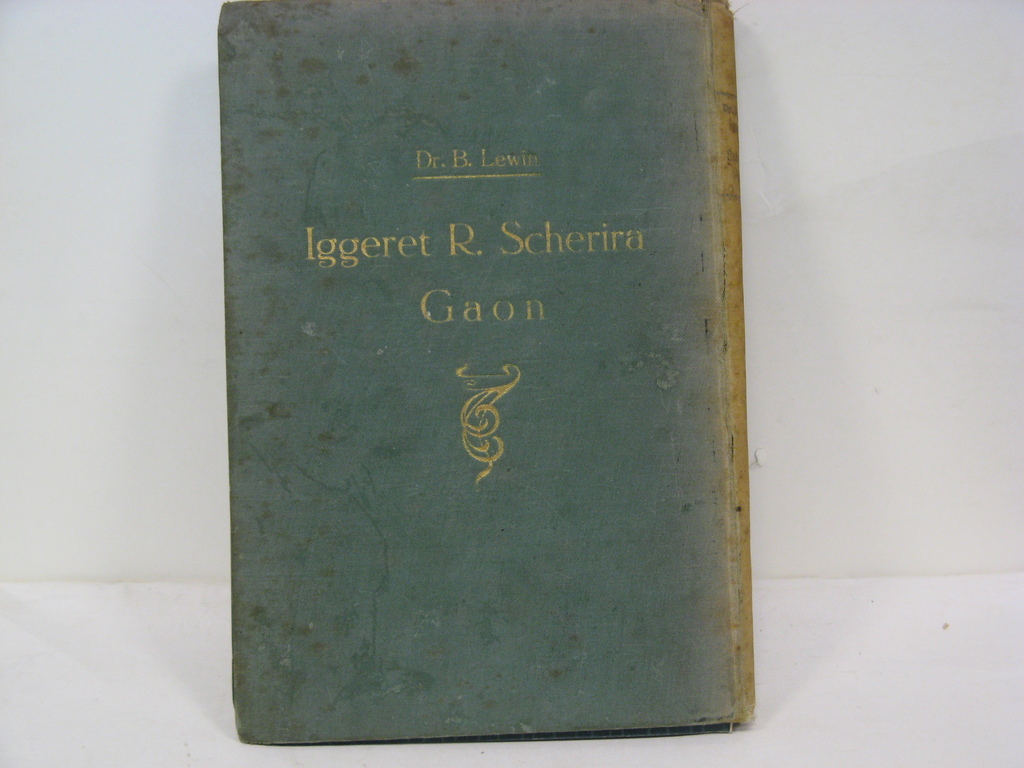 Dr. B. Lewin
Iggeret R. Scherira
Gaon